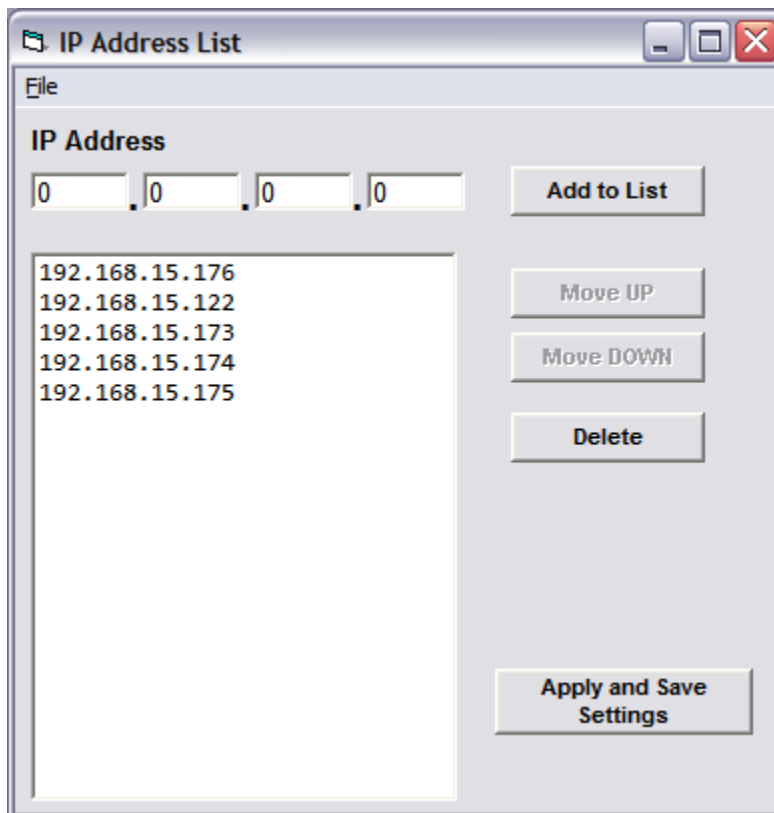 IP Address List
File
IP Address
0 . 0 . 0 . 0
Add to List
192.168.15.176
192.168.15.122
192.168.15.173
192.168.15.174
192.168.15.175
Move UP
Move DOWN
Delete
Apply and Save
Settings